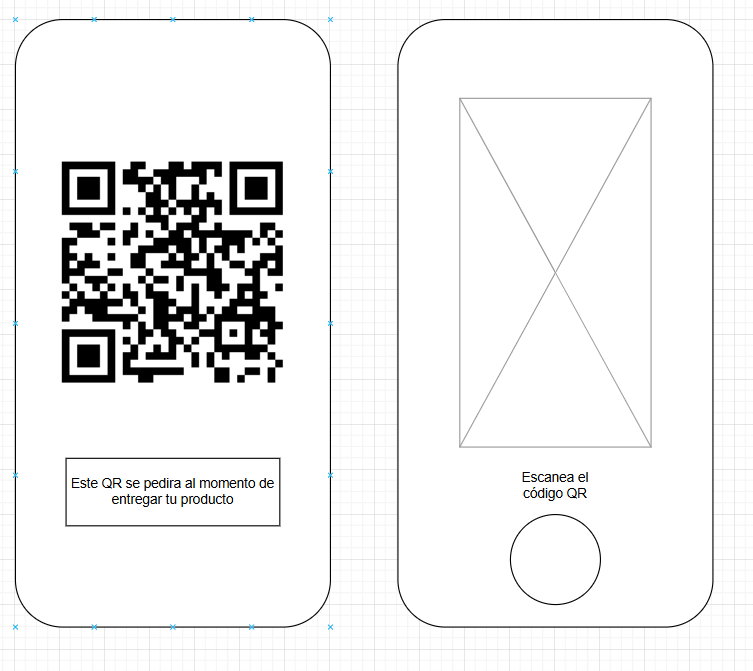 Este QR se pedira al momento de
entregar tu producto
Escanea el
código QR